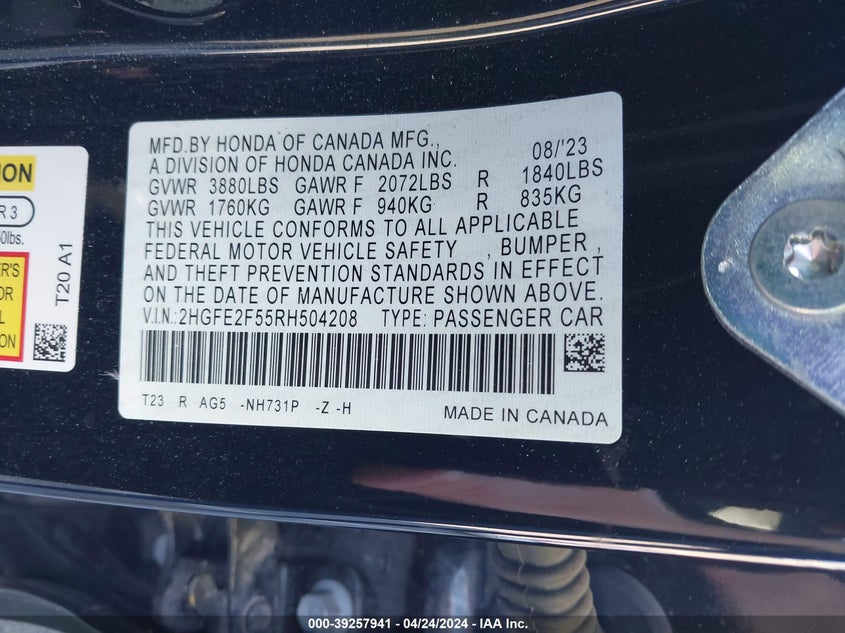 MFD.BY HONDA OF CANADA MFG.,
A DIVISION OF HONDA CANADA INC. 08/'23
GVWR 3880LBS GAWR F 2072LBS R 1840LBS
GVWR 1760KG GAWR F 940KG R 835KG
THIS VEHICLE CONFORMS TO ALL APPLICABLE
FEDERAL MOTOR VEHICLE SAFETY , BUMPER ,
AND THEFT PREVENTION STANDARDS IN EFFECT
ON THE DATE OF MANUFACTURE SHOWN ABOVE.
V.I.N.:2HGFE2F55RH504208 TYPE: PASSENGER CAR
T23 R AG5 -NH731P -Z -H MADE IN CANADA
R 3
T20 A1
000-39257941 / 04/24/2024 - IAA Inc.